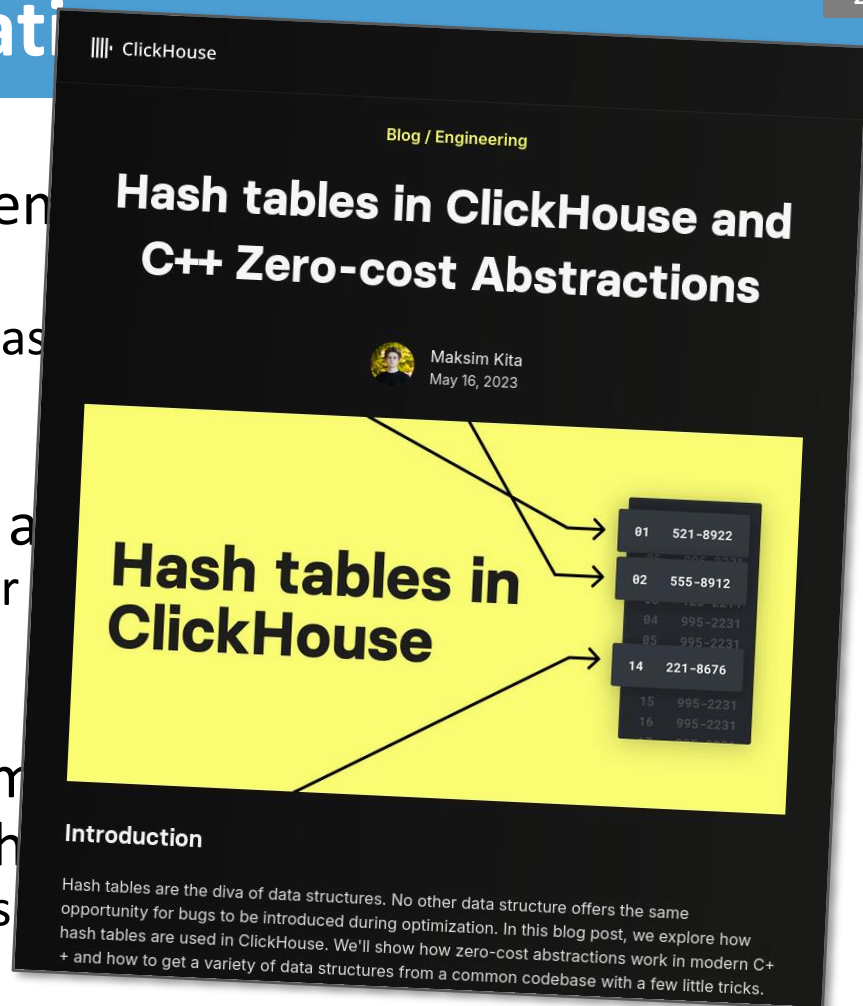 ClickHouse
Blog / Engineering
Hash tables in ClickHouse and
C++ Zero-cost Abstractions
Maksim Kita
May 16, 2023
Hash tables in
ClickHouse
01 521-8922
02 555-8912
04 995-2231
05 995-2231
14 221-8676
15 995-2231
16 995-2231
Introduction
Hash tables are the diva of data structures. No other data structure offers the same
opportunity for bugs to be introduced during optimization. In this blog post, we explore how
hash tables are used in ClickHouse. We'll show how zero-cost abstractions work in modern C+
+ and how to get a variety of data structures from a common codebase with a few little tricks.